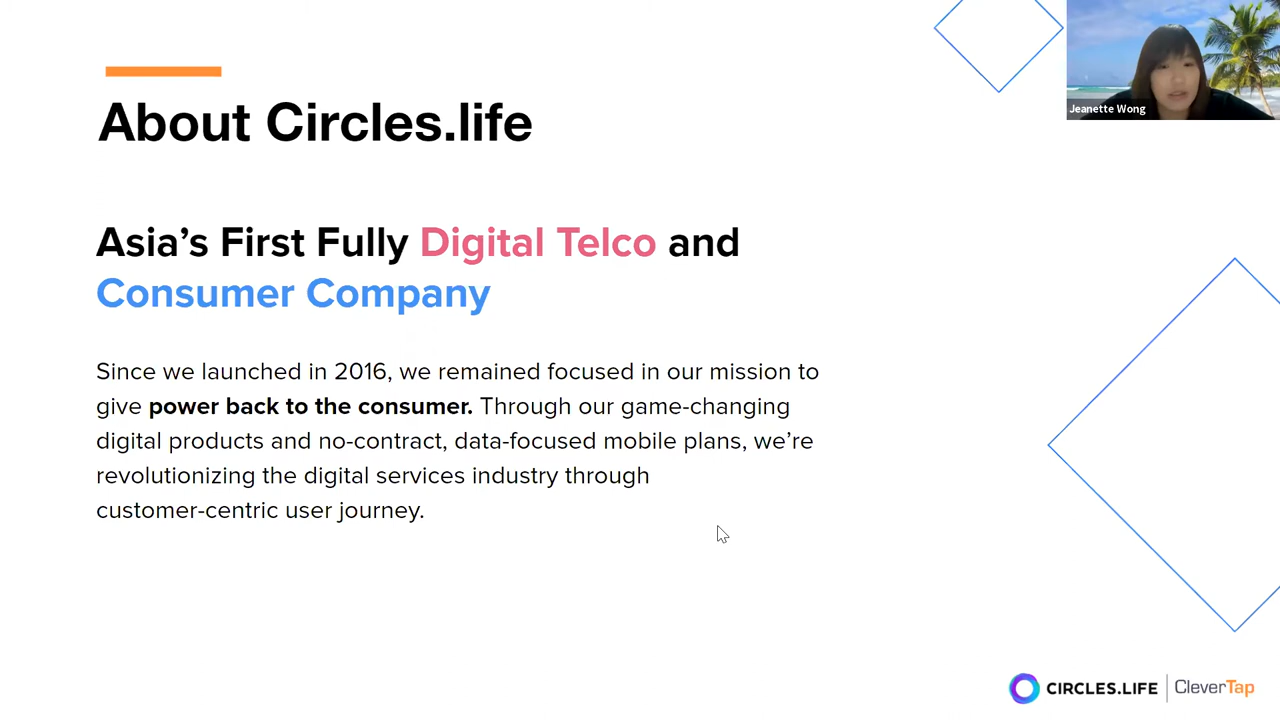 About Circles.life
Jeanette Wong
Asia’s First Fully Digital Telco and
Consumer Company
Since we launched in 2016, we remained focused in our mission to
give power back to the consumer. Through our game-changing
digital products and no-contract, data-focused mobile plans, we’re
revolutionizing the digital services industry through
customer-centric user journey.
CIRCLES.LIFE | CleverTap